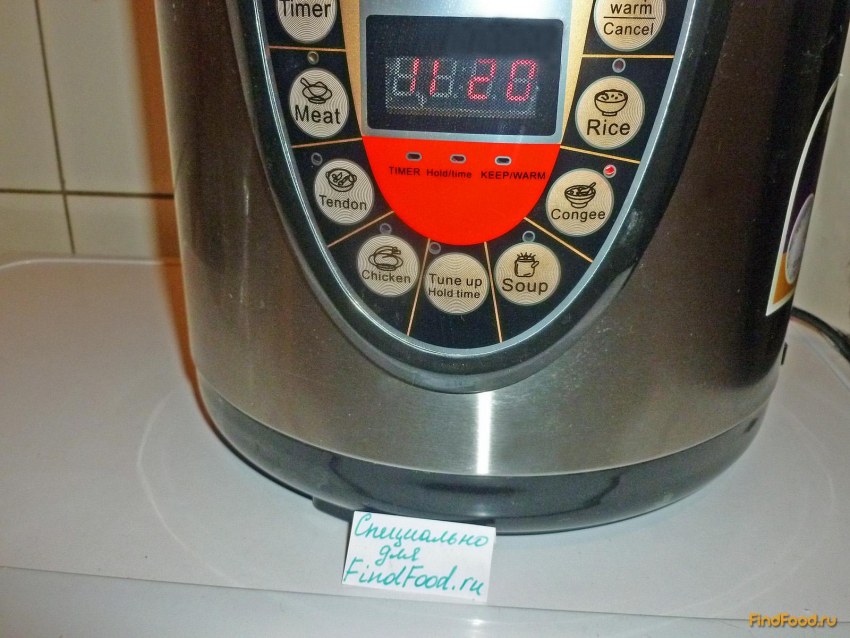 Timer
warm
Cancel
11:20
Meat
Rice
TIMER Hold/time KEEP/WARM
Tendon
Congee
Chicken
Tune up
Hold time
Soup
Специально
для
FindFood.ru
FindFood.ru